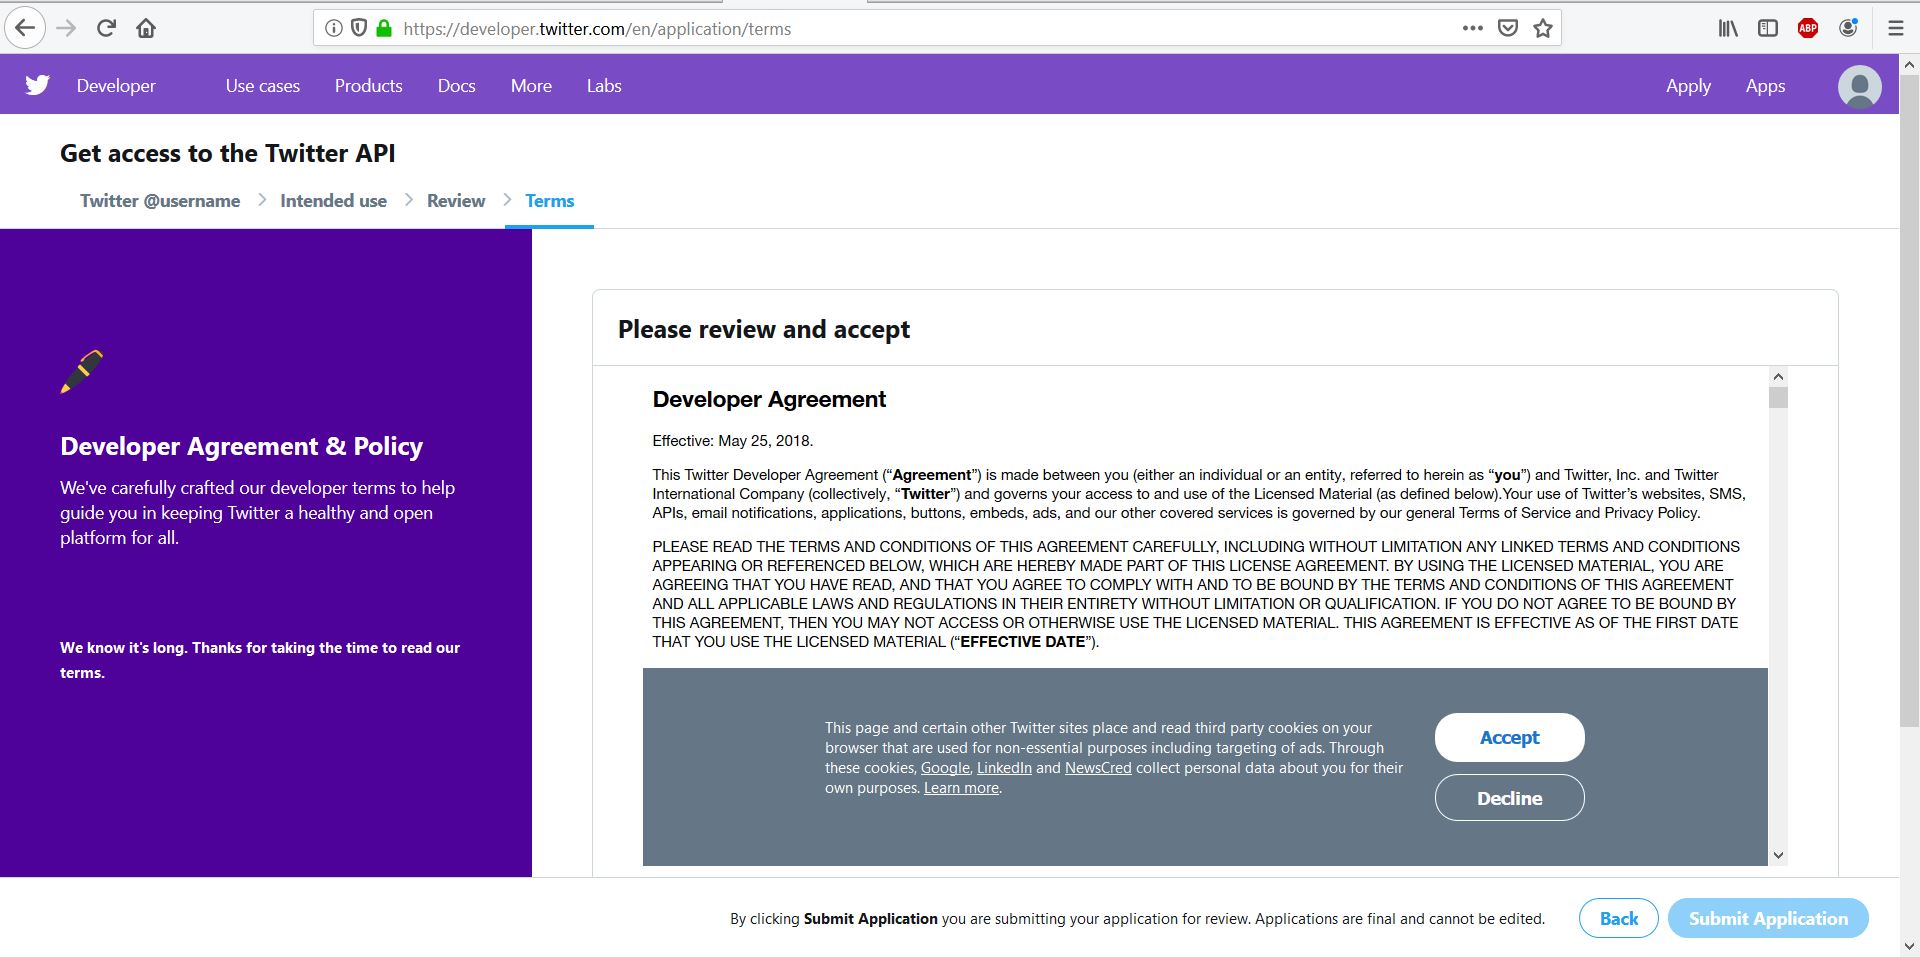 https://developer.twitter.com/en/application/terms
ABP
Developer Use cases Products Docs More Labs Apply Apps
Get access to the Twitter API
Twitter @username Intended use Review Terms
Developer Agreement & Policy
We've carefully crafted our developer terms to help
guide you in keeping Twitter a healthy and open
platform for all.
We know it's long. Thanks for taking the time to read our
terms.
Please review and accept
Developer Agreement
Effective: May 25, 2018.
This Twitter Developer Agreement (“Agreement”) is made between you (either an individual or an entity, referred to herein as “you”) and Twitter, Inc. and Twitter
International Company (collectively, “Twitter”) and governs your access to and use of the Licensed Material (as defined below).Your use of Twitter’s websites, SMS,
APIs, email notifications, applications, buttons, embeds, ads, and our other covered services is governed by our general Terms of Service and Privacy Policy.
PLEASE READ THE TERMS AND CONDITIONS OF THIS AGREEMENT CAREFULLY, INCLUDING WITHOUT LIMITATION ANY LINKED TERMS AND CONDITIONS
APPEARING OR REFERENCED BELOW, WHICH ARE HEREBY MADE PART OF THIS LICENSE AGREEMENT. BY USING THE LICENSED MATERIAL, YOU ARE
AGREEING THAT YOU HAVE READ, AND THAT YOU AGREE TO COMPLY WITH AND TO BE BOUND BY THE TERMS AND CONDITIONS OF THIS AGREEMENT
AND ALL APPLICABLE LAWS AND REGULATIONS IN THEIR ENTIRETY WITHOUT LIMITATION OR QUALIFICATION. IF YOU DO NOT AGREE TO BE BOUND BY
THIS AGREEMENT, THEN YOU MAY NOT ACCESS OR OTHERWISE USE THE LICENSED MATERIAL. THIS AGREEMENT IS EFFECTIVE AS OF THE FIRST DATE
THAT YOU USE THE LICENSED MATERIAL (“EFFECTIVE DATE”).
This page and certain other Twitter sites place and read third party cookies on your
browser that are used for non-essential purposes including targeting of ads. Through
these cookies, Google, LinkedIn and NewsCred collect personal data about you for their
own purposes. Learn more.
Accept
Decline
By clicking Submit Application you are submitting your application for review. Applications are final and cannot be edited.
Back
Submit Application